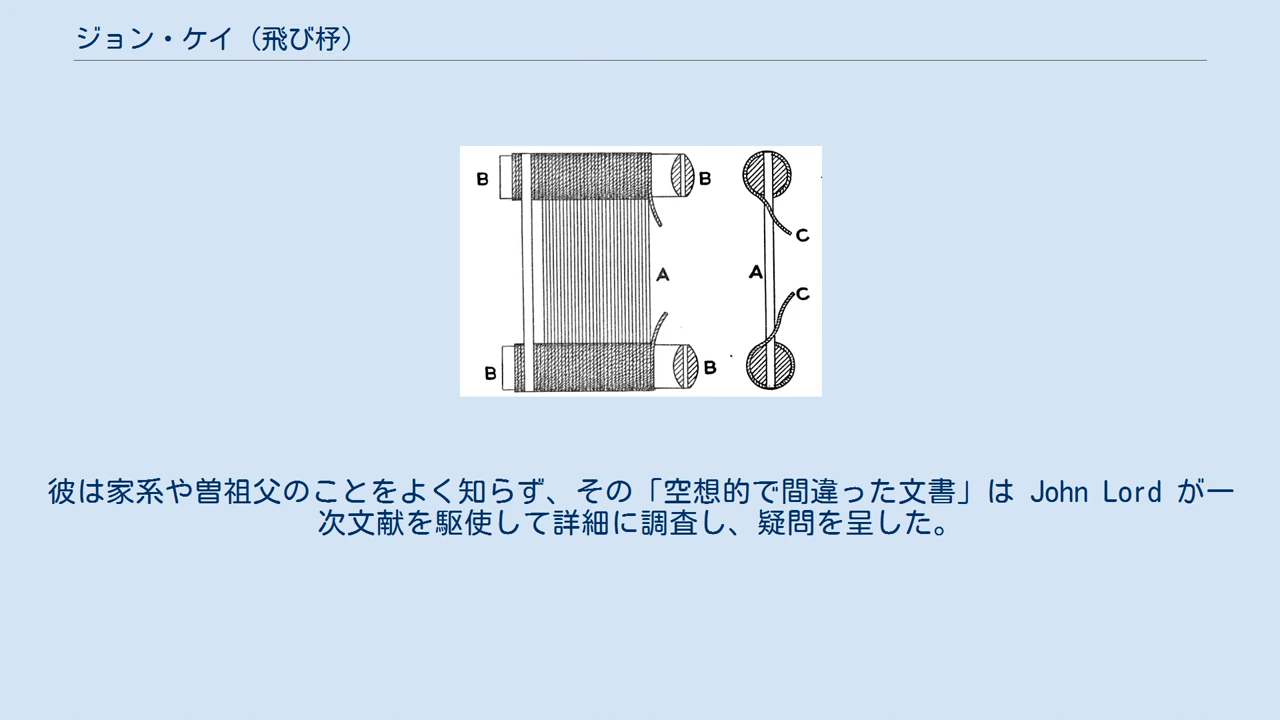 ジョン・ケイ（飛び杼）
B
B
C
A
A
C
B
B
彼は家系や曽祖父のことをよく知らず、その「空想的で間違った文書」は John Lord が一
次文献を駆使して詳細に調査し、疑問を呈した。